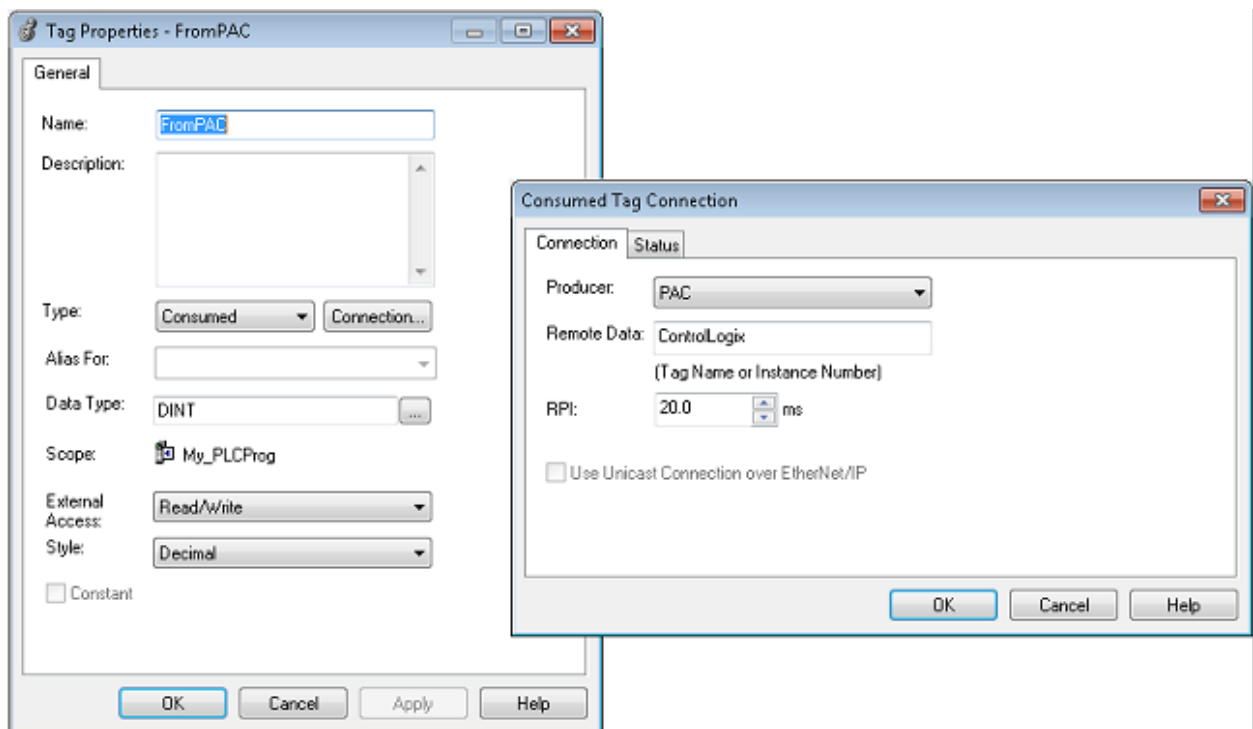 Tag Properties - FromPAC
General
Name: FromPAC
Description:
Type: Consumed Connection...
Alias For:
Data Type: DINT ...
Scope: My_PLCProg
External
Access: Read/Write
Style: Decimal
Constant
OK Cancel Apply Help
Consumed Tag Connection
Connection Status
Producer: PAC
Remote Data: ControlLogix
(Tag Name or Instance Number)
RPI: 20.0 ms
Use Unicast Connection over EtherNet/IP
OK Cancel Help